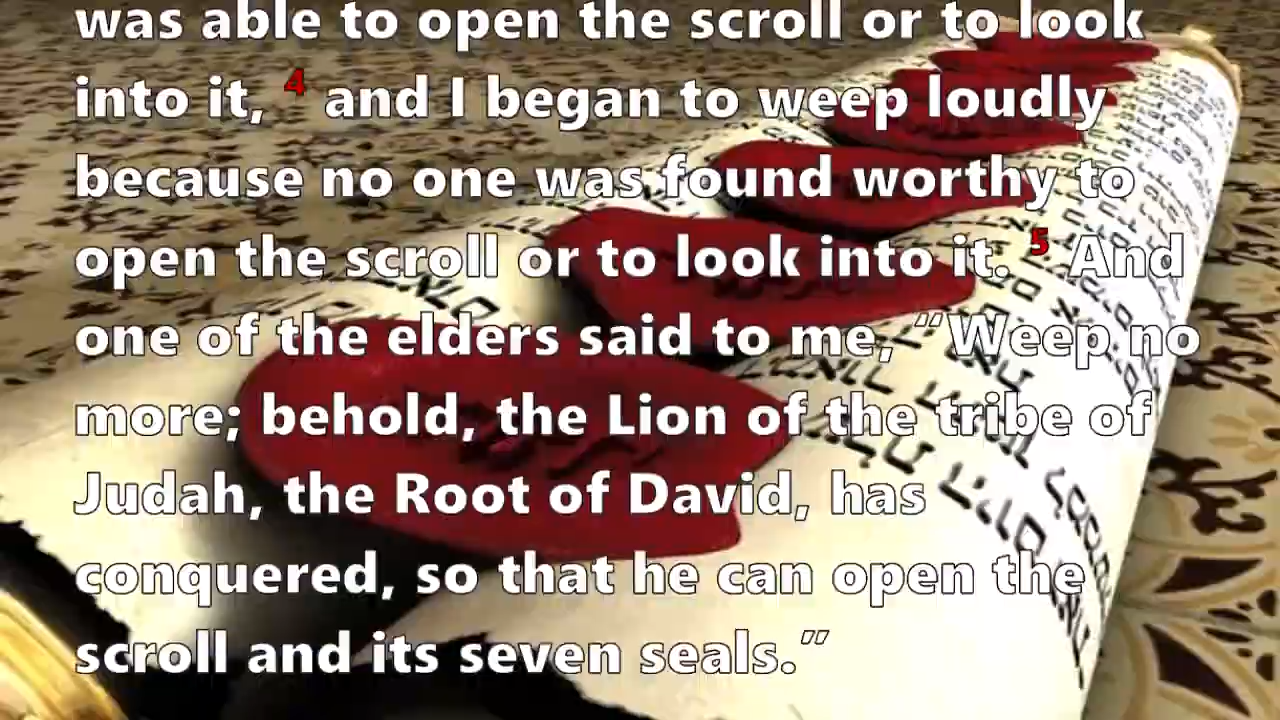 was able to open the scroll or to look
into it, 4 and I began to weep loudly
because no one was found worthy to
open the scroll or to look into it. 5 And
one of the elders said to me, “Weep no
more; behold, the Lion of the tribe of
Judah, the Root of David, has
conquered, so that he can open the
scroll and its seven seals.”